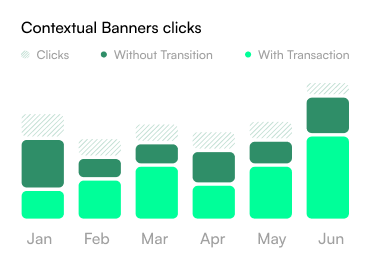 Contextual Banners clicks
Clicks Without Transition With Transaction
Jan Feb Mar Apr May Jun